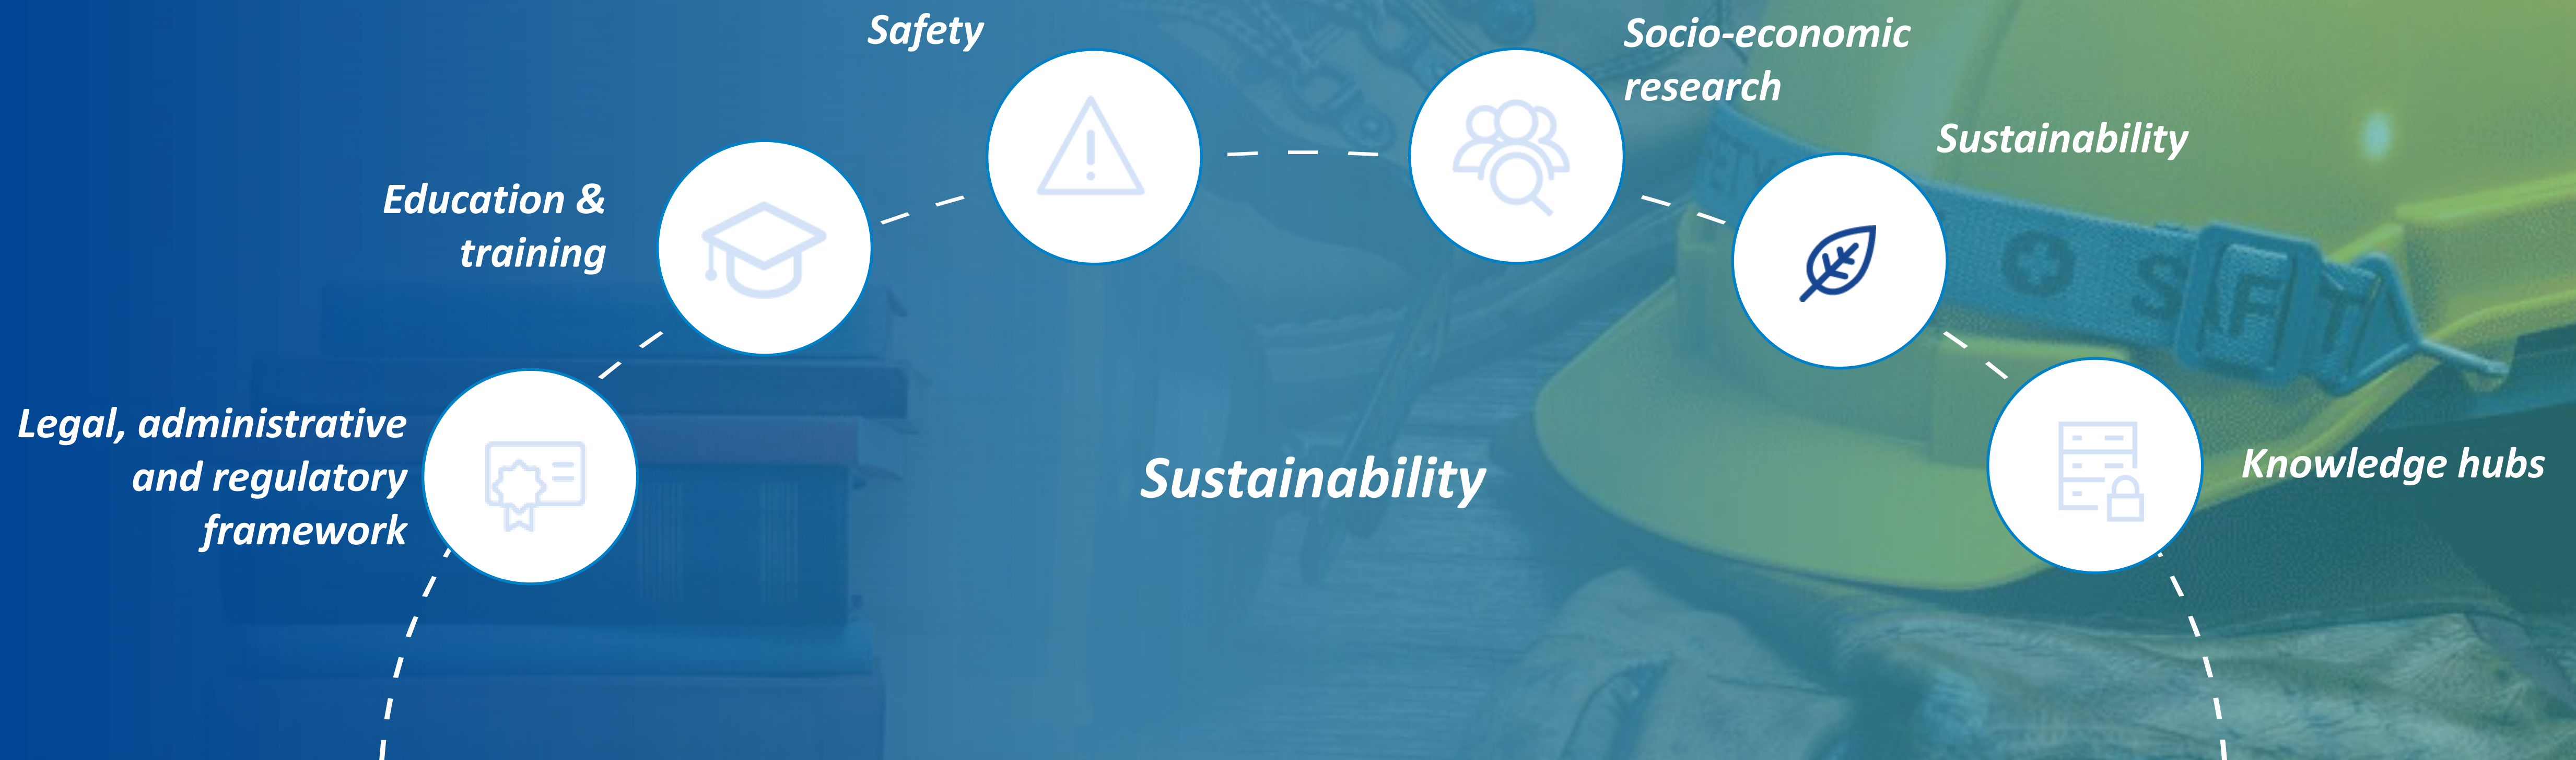 Safety
Socio-economic
research
Sustainability
Education &
training
Legal, administrative
and regulatory
framework
Sustainability
Knowledge hubs